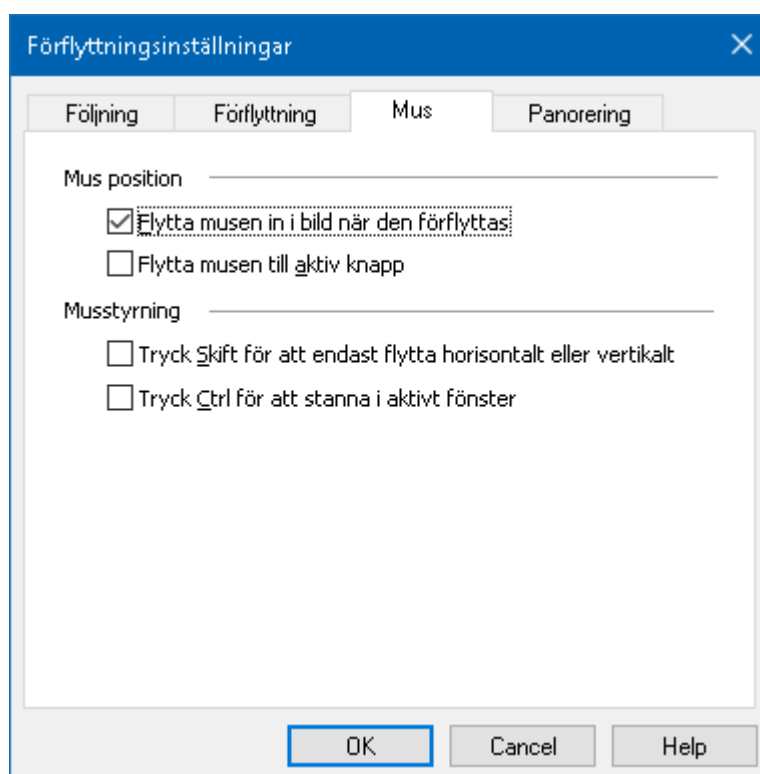 Förflyttningsinställningar
Följning Förflyttning Mus Panorering
Mus position
Flytta musen in i bild när den förflyttas
Flytta musen till aktiv knapp
Musstyrning
Tryck Skift för att endast flytta horisontalt eller vertikalt
Tryck Ctrl för att stanna i aktivt fönster
OK Cancel Help